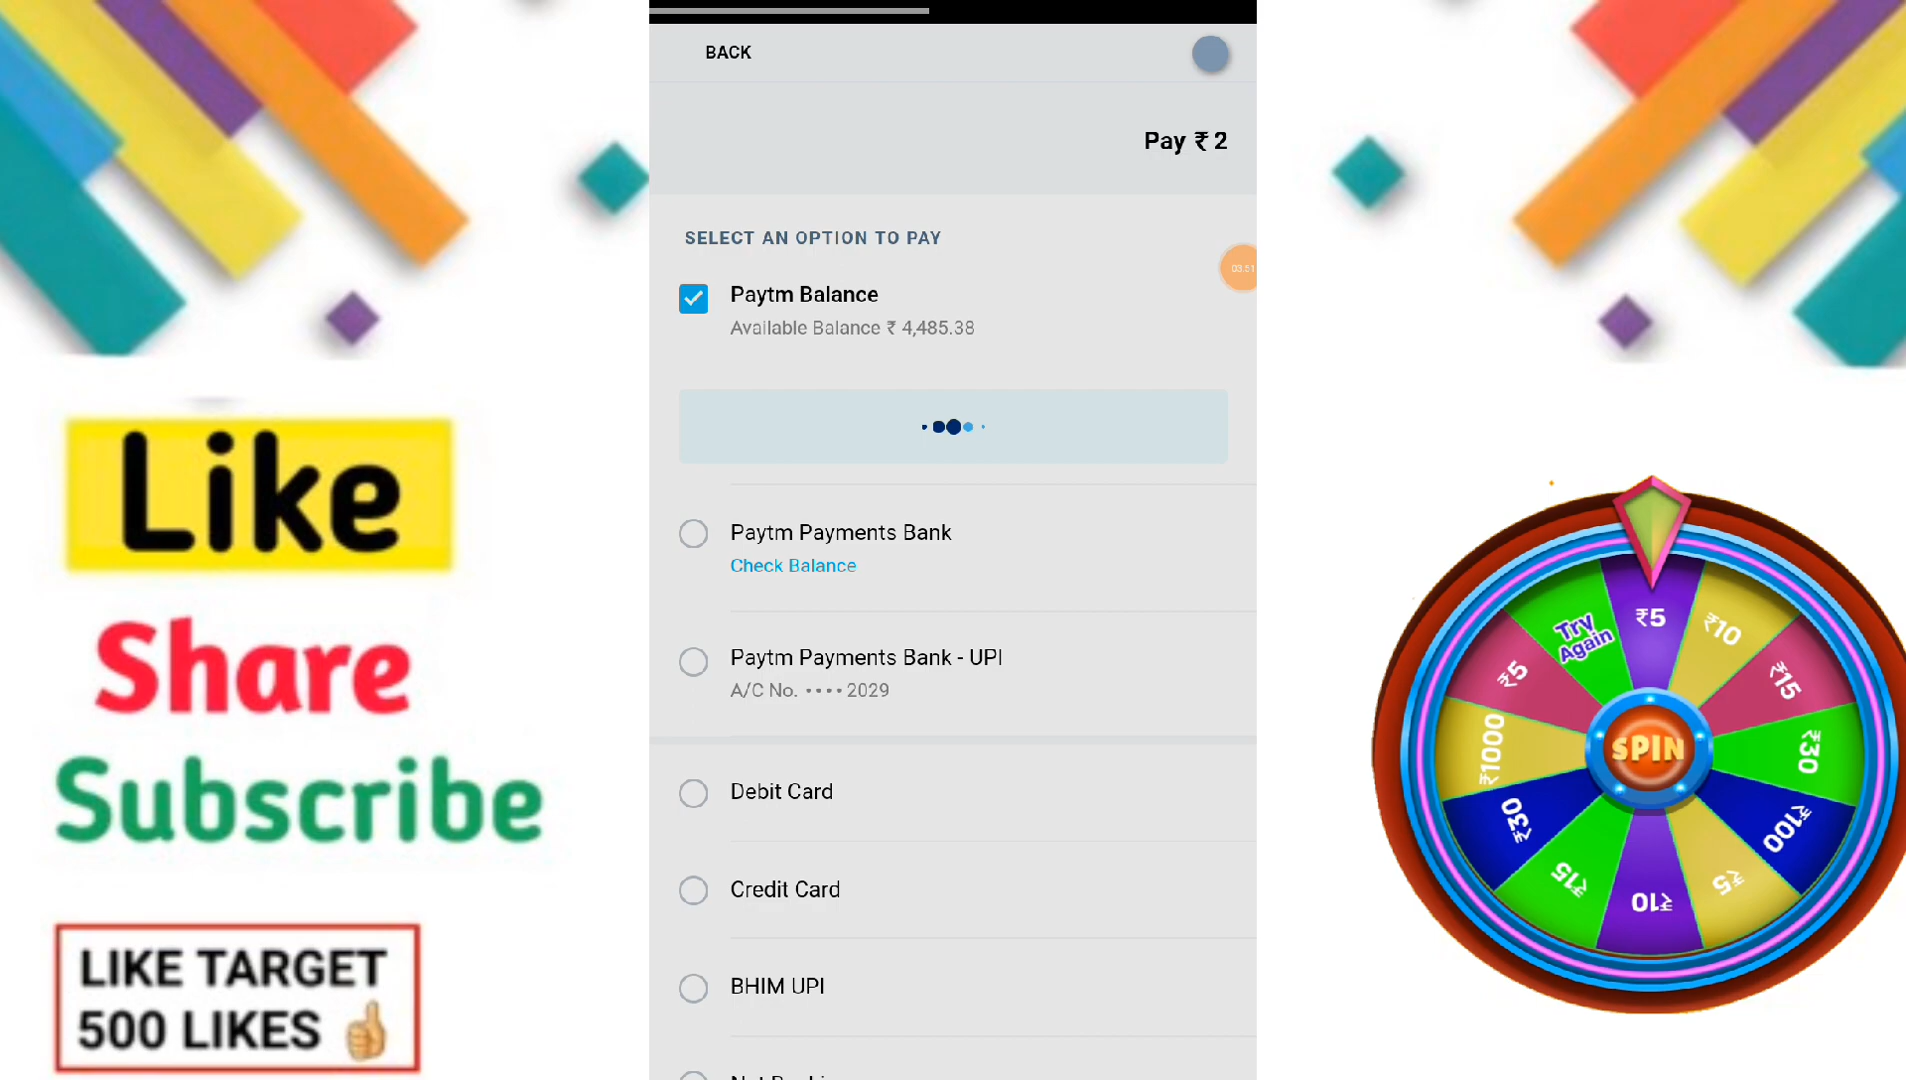 BACK
Pay ₹ 2
SELECT AN OPTION TO PAY
03:51
Paytm Balance
Available Balance ₹ 4,485.38
Paytm Payments Bank
Check Balance
Paytm Payments Bank - UPI
A/C No. •••• 2029
Debit Card
Credit Card
BHIM UPI
Like
Share
Subscribe
LIKE TARGET
500 LIKES 👍
₹5
₹10
₹15
₹30
₹100
₹5
₹10
₹15
₹30
₹1000
₹5
Try
Again
SPIN